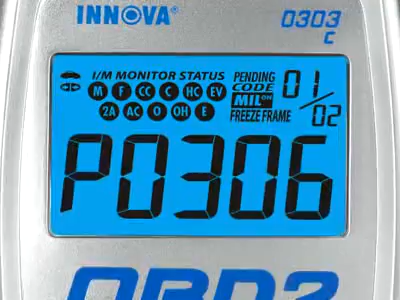 INNOVA®
0303
C
I/M MONITOR STATUS
M F CC C HC EV
2A AC O OH E
PENDING
CODE
MIL ON
FREEZE FRAME
01/02
P0306
OBD2